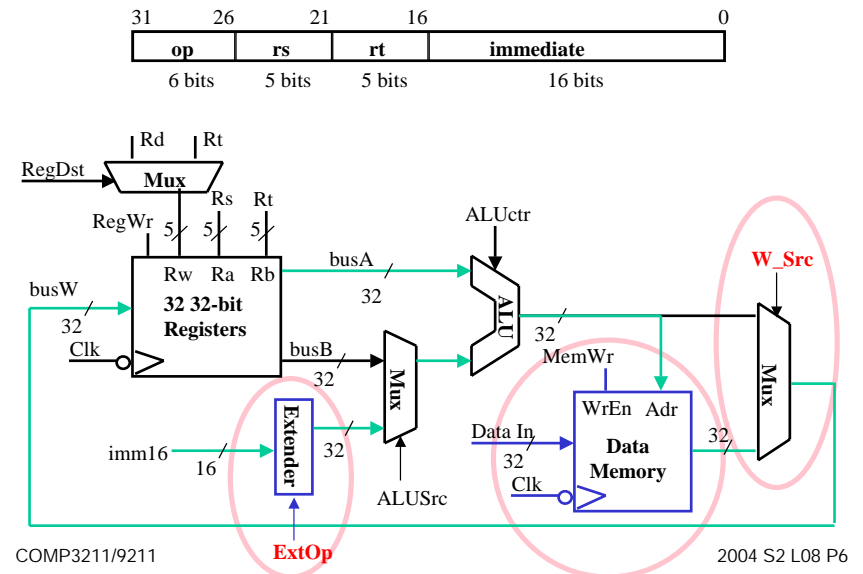 31 26 21 16 0
op rs rt immediate
6 bits 5 bits 5 bits 16 bits
Rd Rt
RegDst
Mux
Rs Rt
RegWr 5 5 5
ALUctr
busA
32
W_Src
Rw Ra Rb
busW
32
32 32-bit
Registers
ALU
32
Clk
busB
32
Mux
MemWr
Mux
WrEn Adr
Extender
Data In
32
Data
Memory
32
imm16
16
32
Clk
ALUSrc
ExtOp
COMP3211/9211
2004 S2 L08 P6